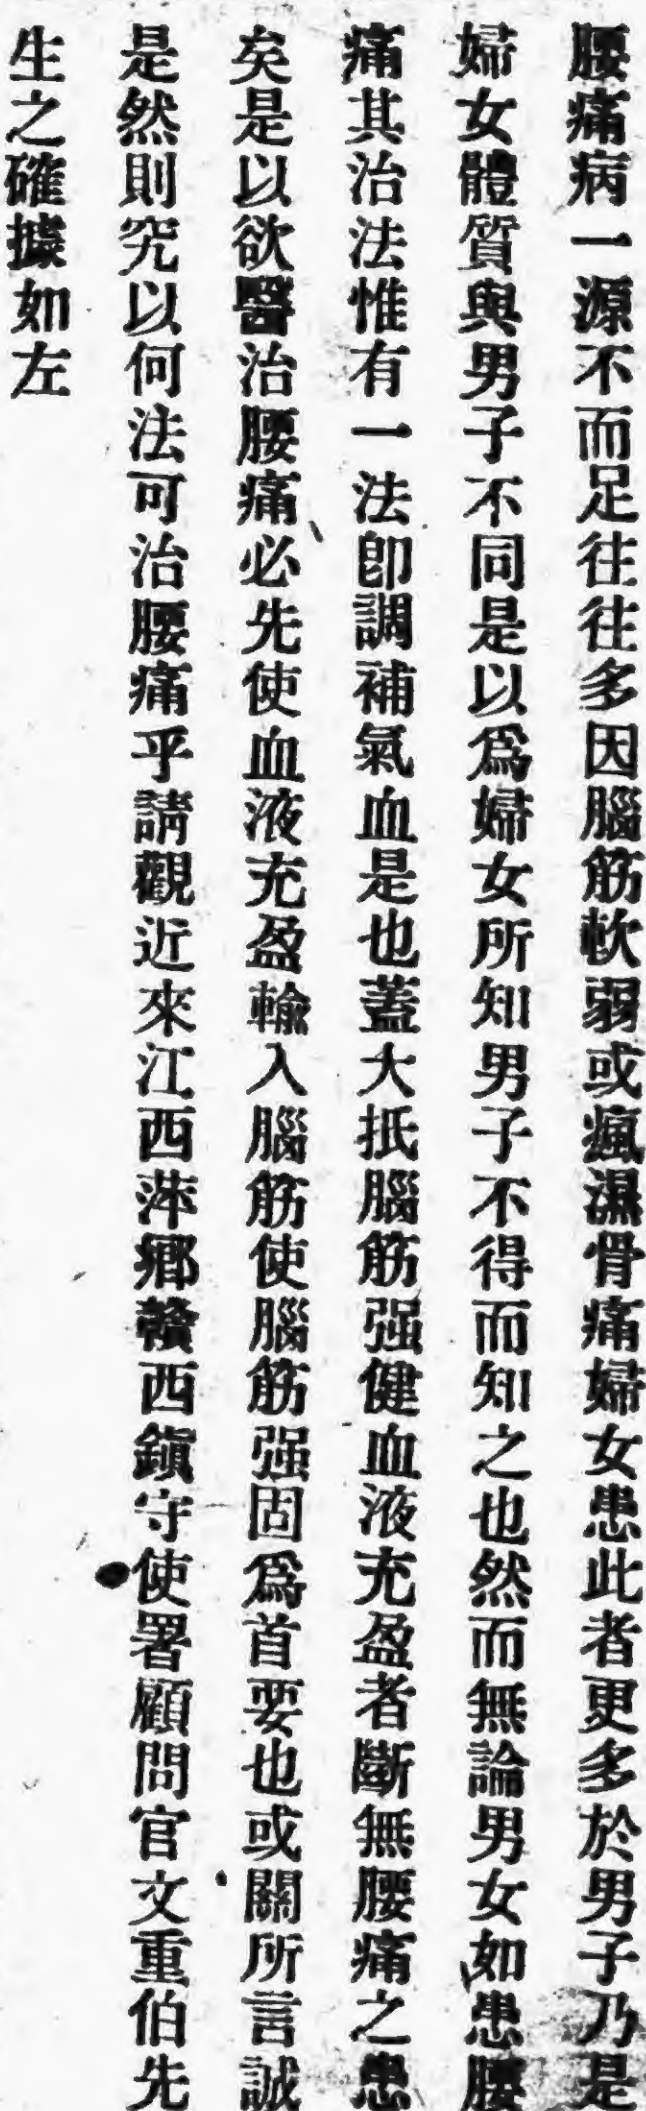 腰痛病一源不而足往往多因腦筋軟弱或瘋濕骨痛婦女患此者更多於男子乃是
婦女體質與男子不同是以爲婦女所知男子不得而知之也然而無論男女如患腰
痛其治法惟有一法卽調補氣血是也蓋大抵腦筋强健血液充盈者斷無腰痛之患
矣是以欲醫治腰痛必先使血液充盈輸入腦筋使腦筋强固爲首要也或關所言誠
是然則究以何法可治腰痛乎請觀近來江西萍鄉贛西鎭守使署顧問官文重伯先
生之確據如左